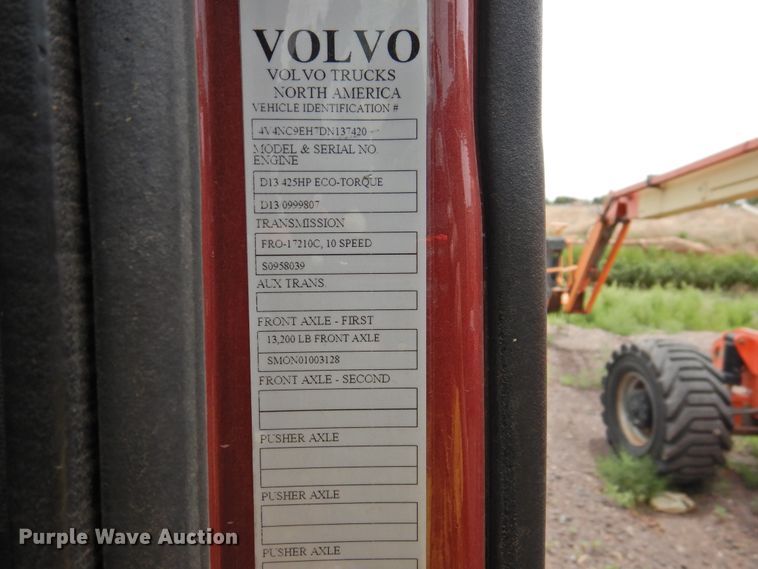 VOLVO
VOLVO TRUCKS
NORTH AMERICA
VEHICLE IDENTIFICATION #
4V4NC9EH7DN137420
MODEL & SERIAL NO.
ENGINE
D13 425HP ECO-TORQUE
D13 0999807
TRANSMISSION
FRO-17210C, 10 SPEED
S0958039
AUX TRANS.
FRONT AXLE - FIRST
13,200 LB FRONT AXLE
SMON01003128
FRONT AXLE - SECOND
PUSHER AXLE
PUSHER AXLE
PUSHER AXLE
Purple Wave Auction